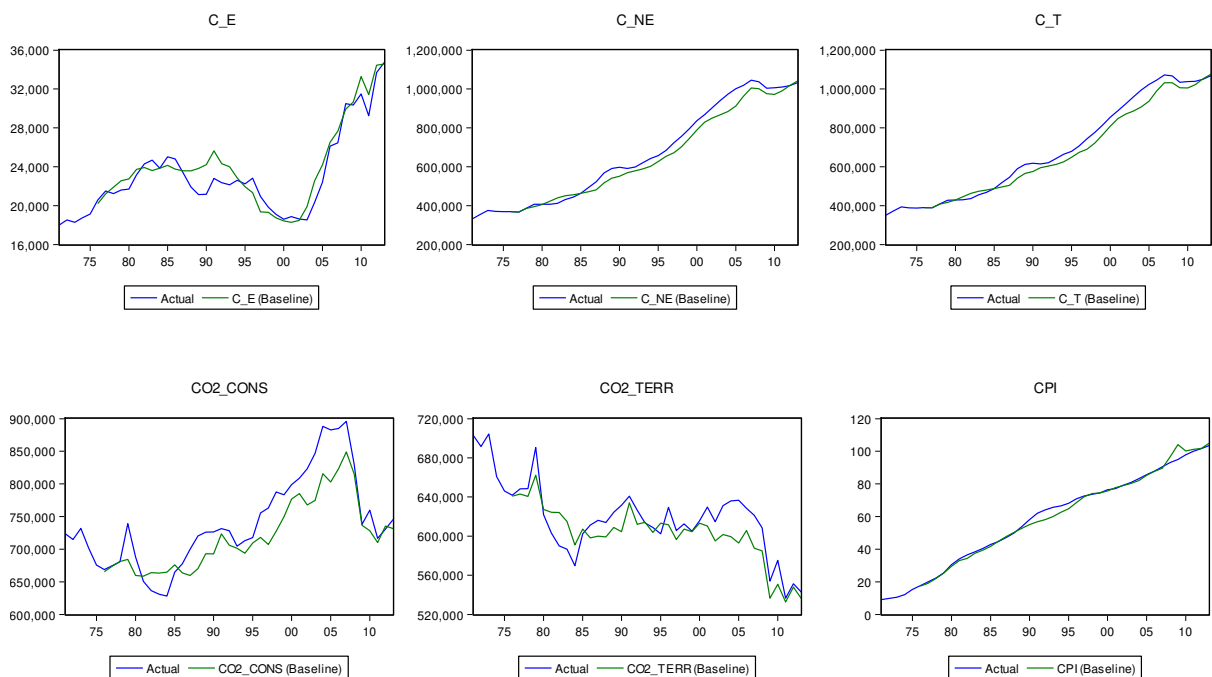 C_E
36,000
32,000
28,000
24,000
20,000
16,000
75 80 85 90 95 00 05 10
Actual C_E (Baseline)
C_NE
1,200,000
1,000,000
800,000
600,000
400,000
200,000
75 80 85 90 95 00 05 10
Actual C_NE (Baseline)
C_T
1,200,000
1,000,000
800,000
600,000
400,000
200,000
75 80 85 90 95 00 05 10
Actual C_T (Baseline)
CO2_CONS
900,000
850,000
800,000
750,000
700,000
650,000
600,000
75 80 85 90 95 00 05 10
Actual CO2_CONS (Baseline)
CO2_TERR
720,000
680,000
640,000
600,000
560,000
520,000
75 80 85 90 95 00 05 10
Actual CO2_TERR (Baseline)
CPI
120
100
80
60
40
20
0
75 80 85 90 95 00 05 10
Actual CPI (Baseline)